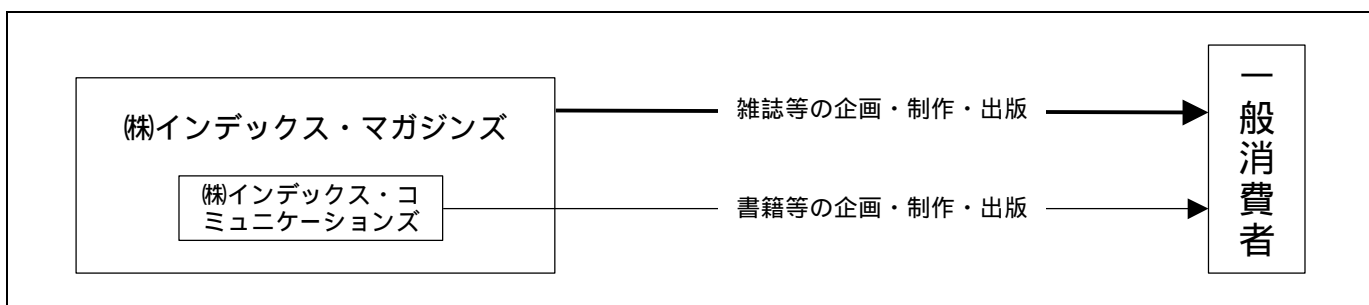 ㈱インデックス・マガジンズ
㈱インデックス・コ
ミュニケーションズ
雑誌等の企画・制作・出版
書籍等の企画・制作・出版
一般消費者